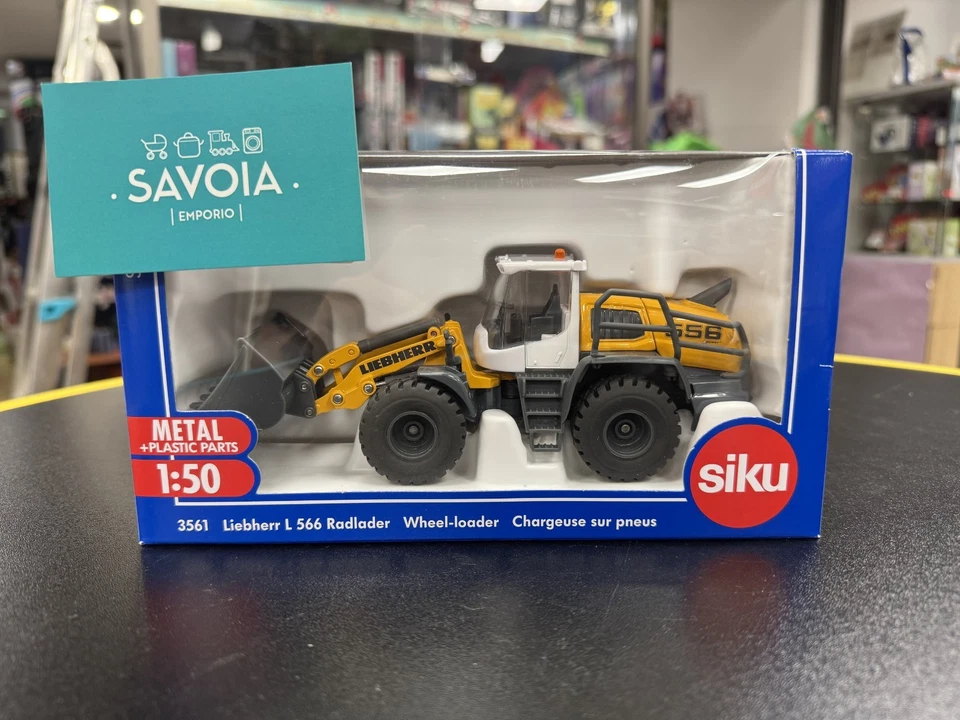 · SAVOIA ·
| EMPORIO |
LIEBHERR
556
METAL
+PLASTIC PARTS
1:50
siku
3561 Liebherr L 566 Radlader Wheel-loader Chargeuse sur pneus